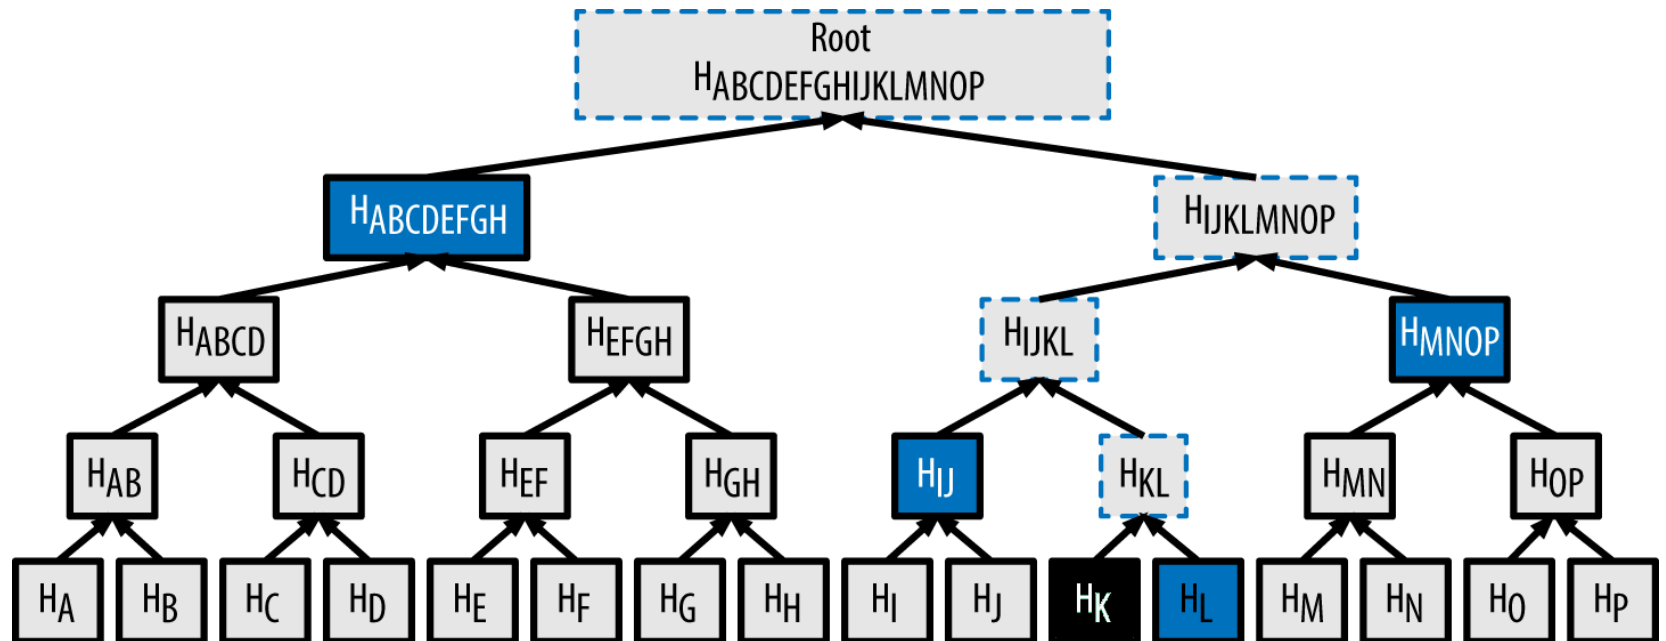 Root
HABCDEFGHIJKLMNOP
HABCDEFGH
HIJKLMNOP
HABCD
HEFGH
HIJKL
HMNOP
HAB
HCD
HEF
HGH
HIJ
HKL
HMN
HOP
HA
HB
HC
HD
HE
HF
HG
HH
HI
HJ
HK
HL
HM
HN
HO
HP